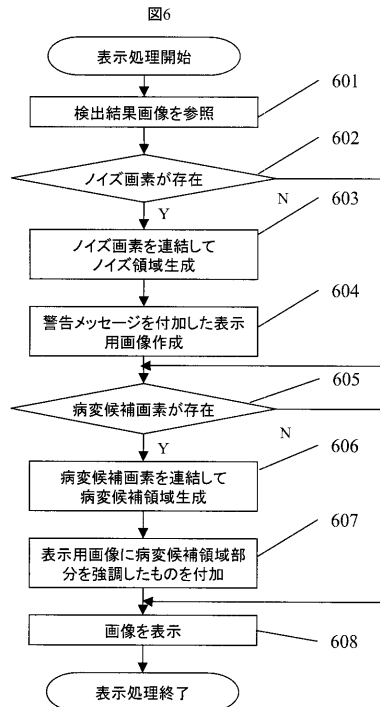 図6
表示処理開始
601
検出結果画像を参照
602
ノイズ画素が存在
N
Y
603
ノイズ画素を連結して
ノイズ領域生成
604
警告メッセージを付加した表示
用画像作成
605
病変候補画素が存在
N
Y
606
病変候補画素を連結して
病変候補領域生成
607
表示用画像に病変候補領域部
分を強調したものを付加
画像を表示
608
表示処理終了